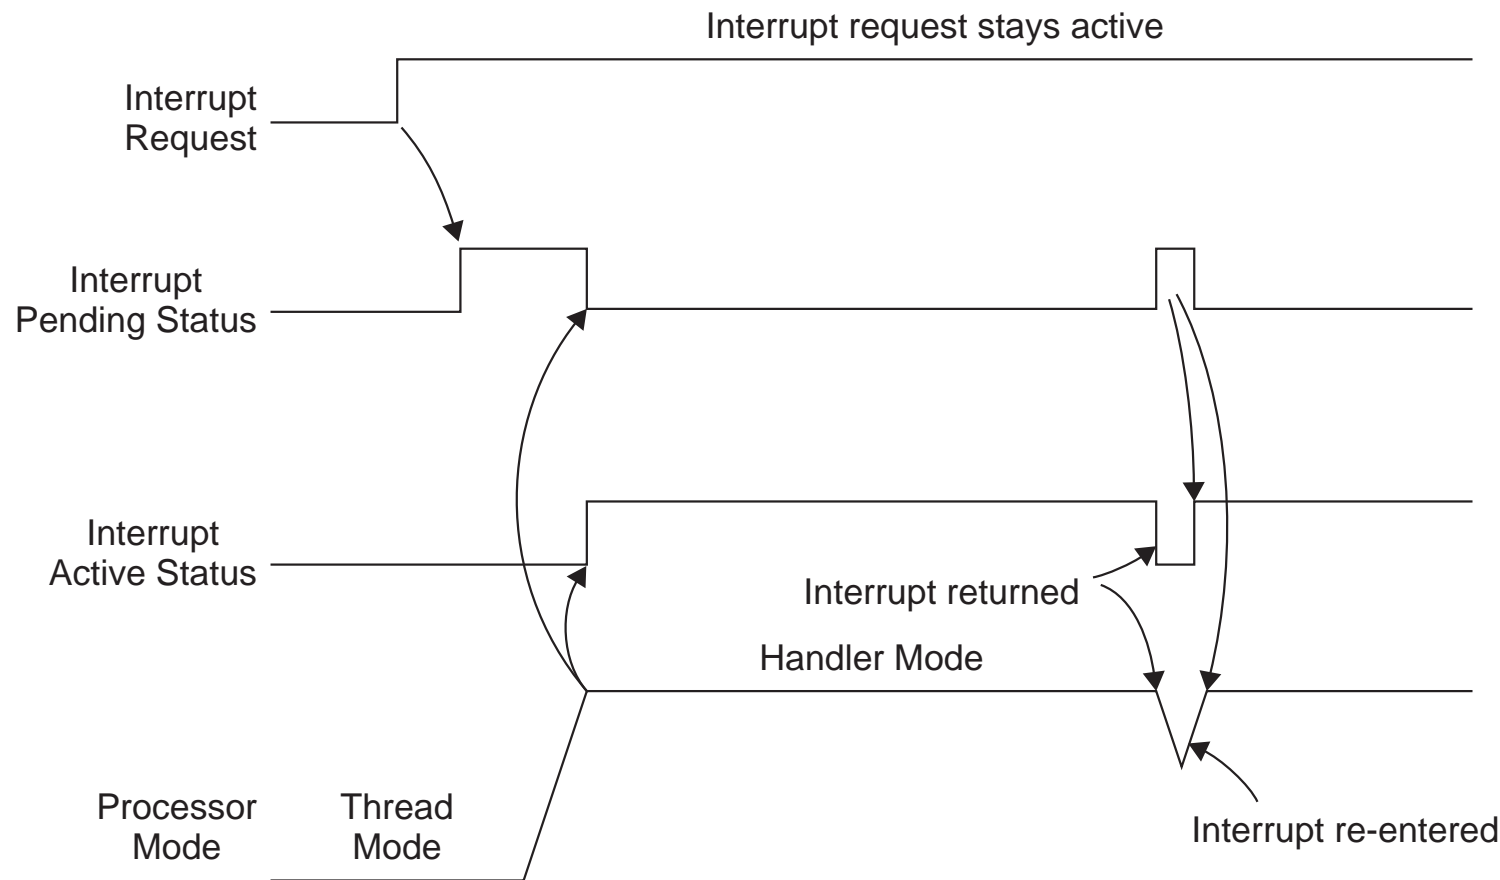 Interrupt request stays active
Interrupt
Request
Interrupt
Pending Status
Interrupt
Active Status
Interrupt returned
Handler Mode
Processor
Mode
Thread
Mode
Interrupt re-entered